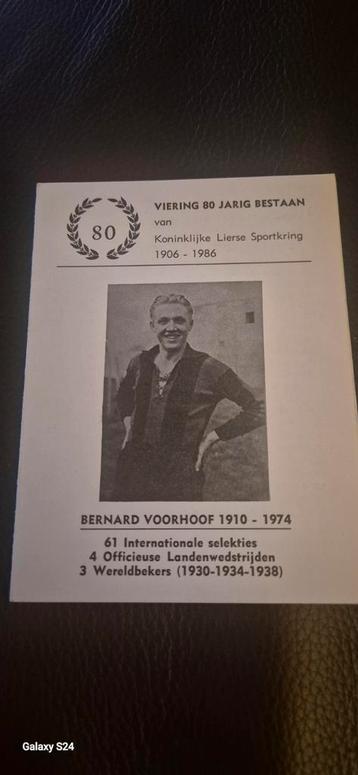 80
VIERING 80 JARIG BESTAAN
van
Koninklijke Lierse Sportkring
1906 - 1986
BERNARD VOORHOOF 1910 - 1974
61 Internationale selekties
4 Officieuse Landenwedstrijden
3 Wereldbekers (1930-1934-1938)
Galaxy S24